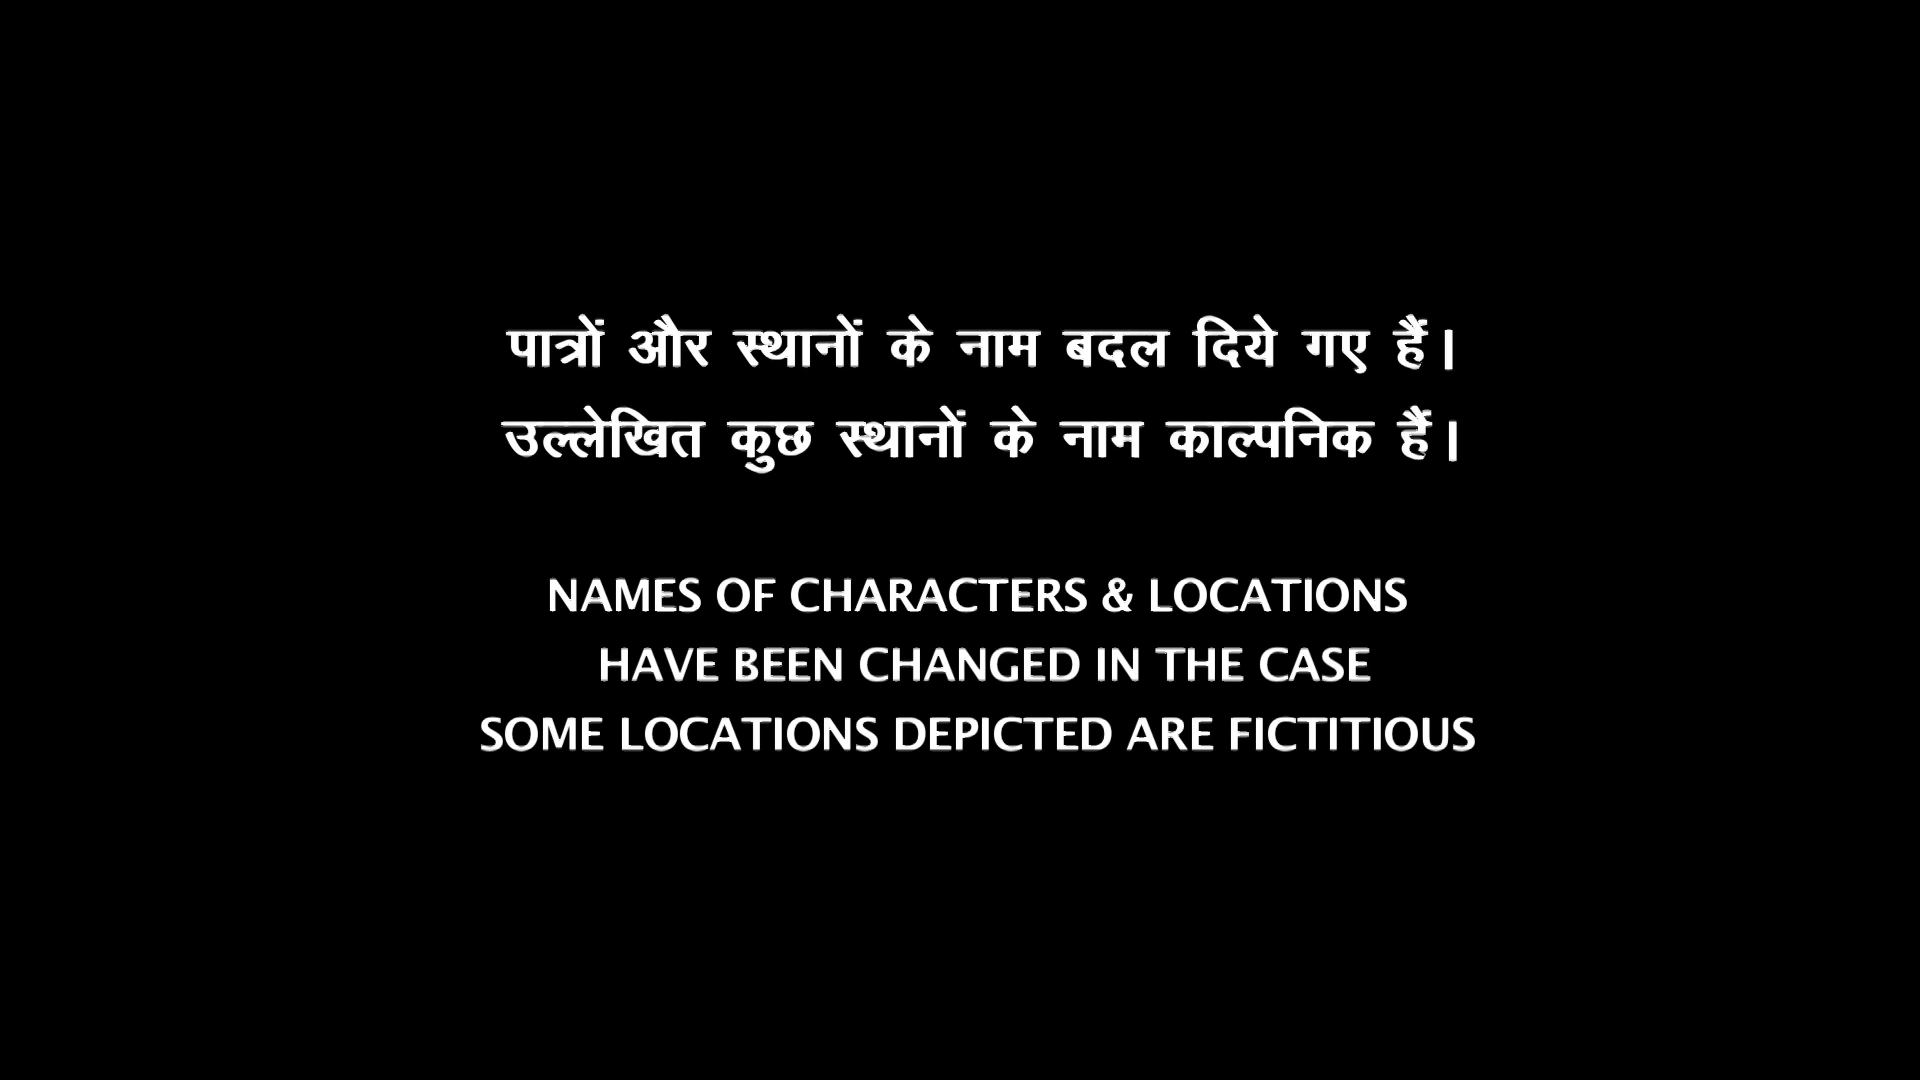 पात्रों और स्थानों के नाम बदल दिये गए हैं।
उल्लेखित कुछ स्थानों के नाम काल्पनिक हैं।
NAMES OF CHARACTERS & LOCATIONS
HAVE BEEN CHANGED IN THE CASE
SOME LOCATIONS DEPICTED ARE FICTITIOUS